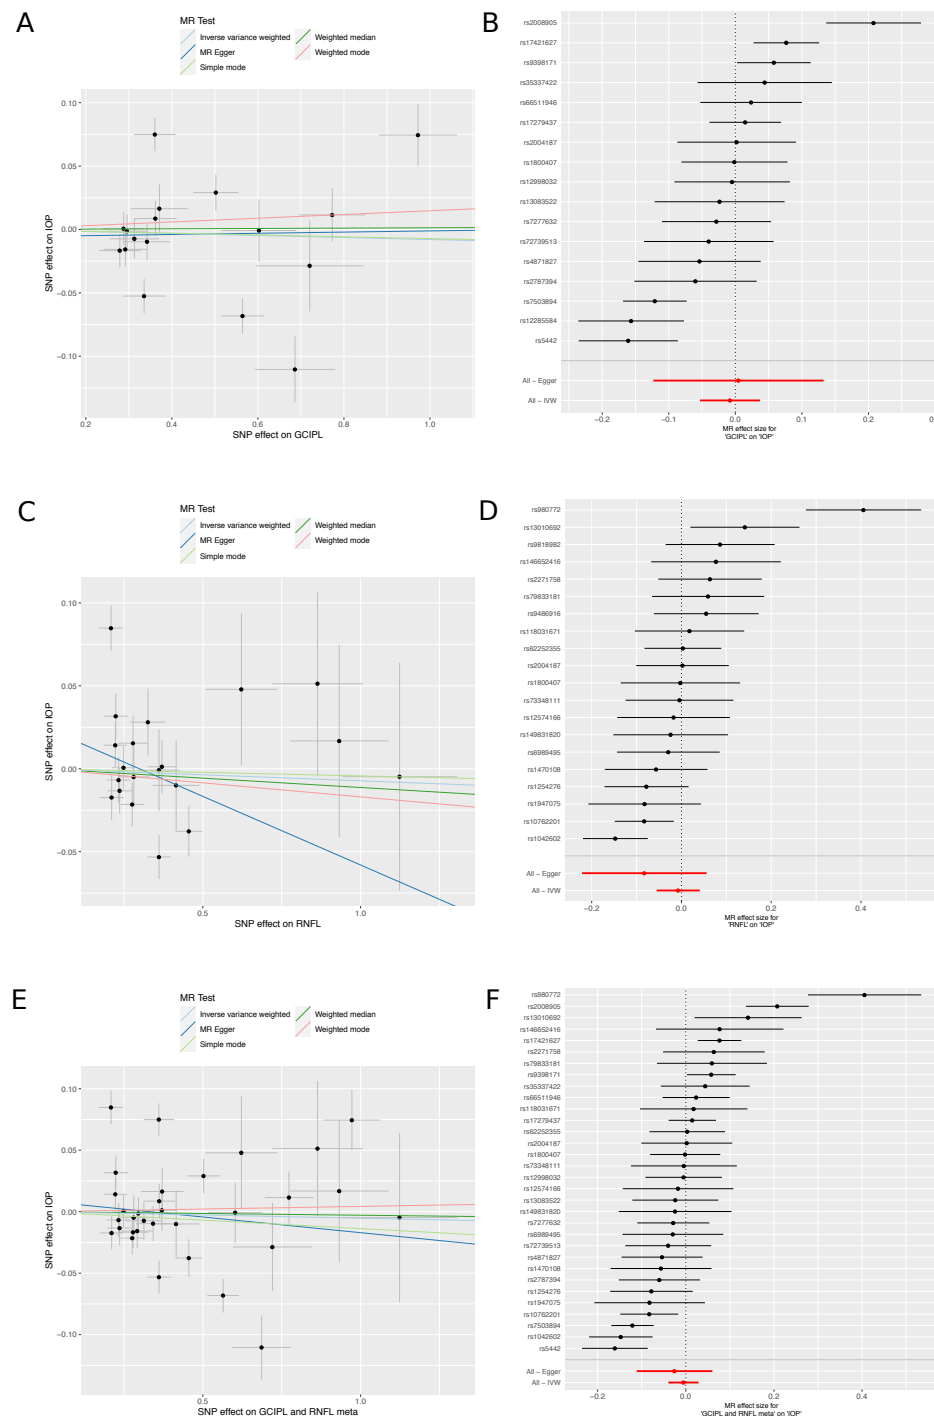 A
MR Test
Inverse variance weighted
Weighted median
MR Egger
Weighted mode
Simple mode
0.10
0.05
0.00
−0.05
−0.10
SNP effect on IOP
0.2
0.4
0.6
0.8
1.0
SNP effect on GCIPL
B
rs2008905
rs17421627
rs9398171
rs35337422
rs66511946
rs17279437
rs2004187
rs1800407
rs12998032
rs13083522
rs7277632
rs72739513
rs4871827
rs2787394
rs7503894
rs12285584
rs5442
All − Egger
All − IVW
−0.2
−0.1
0.0
0.1
0.2
MR effect size for
'GCIPL' on 'IOP'
C
MR Test
Inverse variance weighted
Weighted median
MR Egger
Weighted mode
Simple mode
0.10
0.05
0.00
−0.05
SNP effect on IOP
0.5
1.0
SNP effect on RNFL
D
rs980772
rs13010692
rs9818982
rs146652416
rs2271758
rs79833181
rs9486916
rs118031671
rs62252355
rs2004187
rs1800407
rs73348111
rs12574166
rs149831820
rs6989495
rs1470108
rs1254276
rs1947075
rs10762201
rs1042602
All − Egger
All − IVW
−0.2
0.0
0.2
0.4
MR effect size for
'RNFL' on 'IOP'
E
MR Test
Inverse variance weighted
Weighted median
MR Egger
Weighted mode
Simple mode
0.10
0.05
0.00
−0.05
−0.10
SNP effect on IOP
0.5
1.0
SNP effect on GCIPL and RNFL meta
F
rs980772
rs2008905
rs13010692
rs146652416
rs17421627
rs2271758
rs79833181
rs9398171
rs35337422
rs66511946
rs118031671
rs17279437
rs62252355
rs2004187
rs1800407
rs73348111
rs12998032
rs12574166
rs13083522
rs149831820
rs7277632
rs6989495
rs72739513
rs4871827
rs1470108
rs2787394
rs1254276
rs1947075
rs10762201
rs7503894
rs1042602
rs5442
All − Egger
All − IVW
−0.2
0.0
0.2
0.4
MR effect size for
'GCIPL and RNFL meta' on 'IOP'